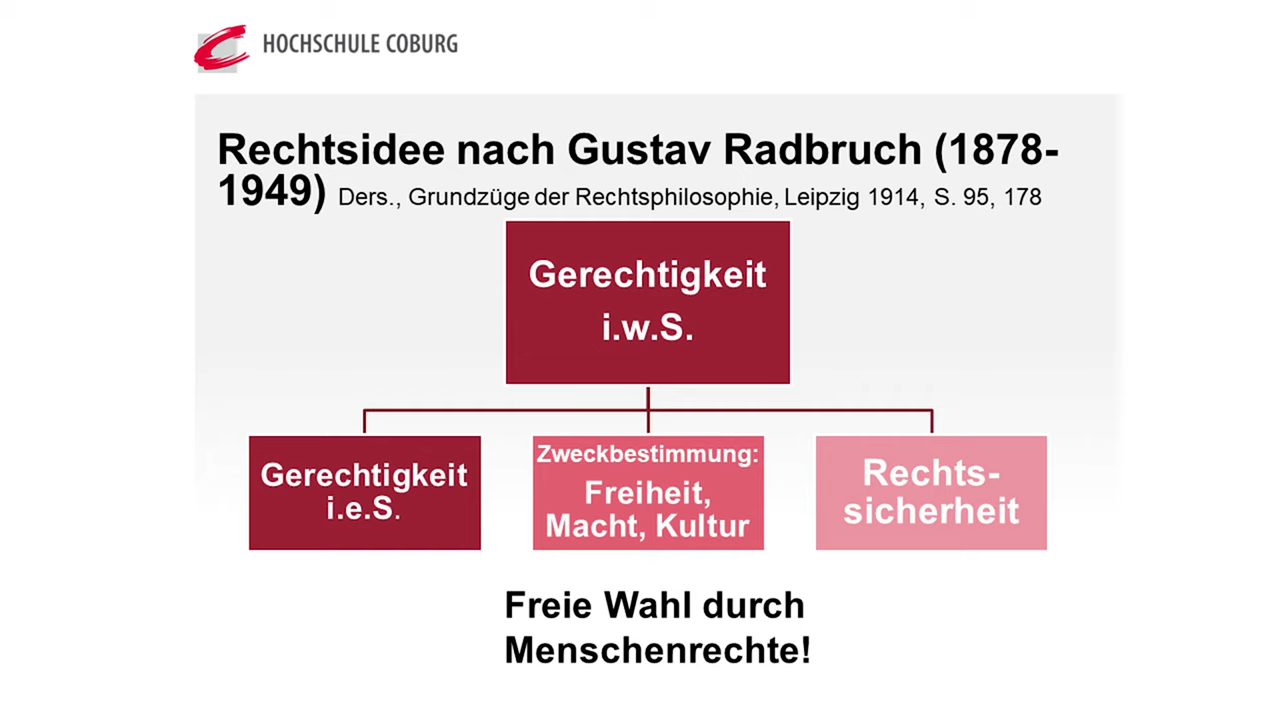 HOCHSCHULE COBURG
Rechtsidee nach Gustav Radbruch (1878-
1949) Ders., Grundzüge der Rechtsphilosophie, Leipzig 1914, S. 95, 178
Gerechtigkeit
i.w.S.
Gerechtigkeit
i.e.S.
Zweckbestimmung:
Freiheit,
Macht, Kultur
Rechts-
sicherheit
Freie Wahl durch
Menschenrechte!